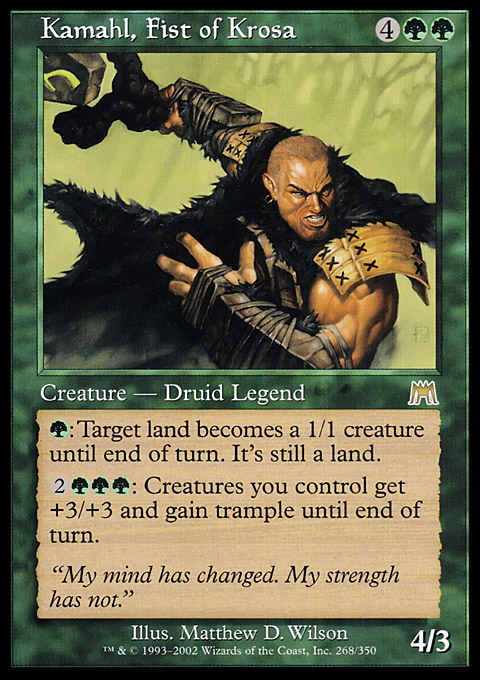 Kamahl, Fist of Krosa 4
Creature — Druid Legend
:Target land becomes a 1/1 creature
until end of turn. It's still a land.
2: Creatures you control get
+3/+3 and gain trample until end of
turn.
"My mind has changed. My strength
has not."
Illus. Matthew D. Wilson
4/3
™ & © 1993–2002 Wizards of the Coast, Inc. 268/350